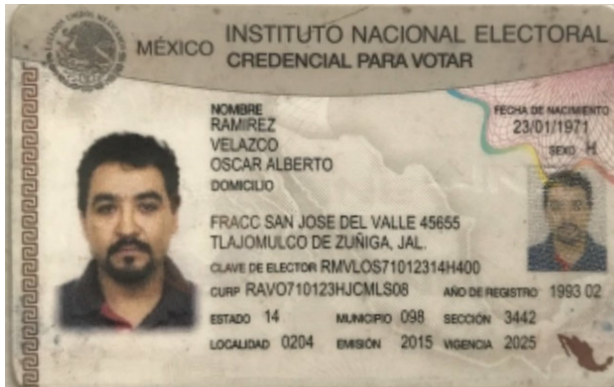 MÉXICO
INSTITUTO NACIONAL ELECTORAL
CREDENCIAL PARA VOTAR
NOMBRE
RAMIREZ
VELAZCO
OSCAR ALBERTO
FECHA DE NACIMIENTO
23/01/1971
SEXO H
DOMICILIO
FRACC SAN JOSE DEL VALLE 45655
TLAJOMULCO DE ZUÑIGA, JAL.
CLAVE DE ELECTOR RMVLOS71012314H400
CURP RAVO710123HJCMLS08 AÑO DE REGISTRO 1993 02
ESTADO 14 MUNICIPIO 098 SECCIÓN 3442
LOCALIDAD 0204 EMISIÓN 2015 VIGENCIA 2025